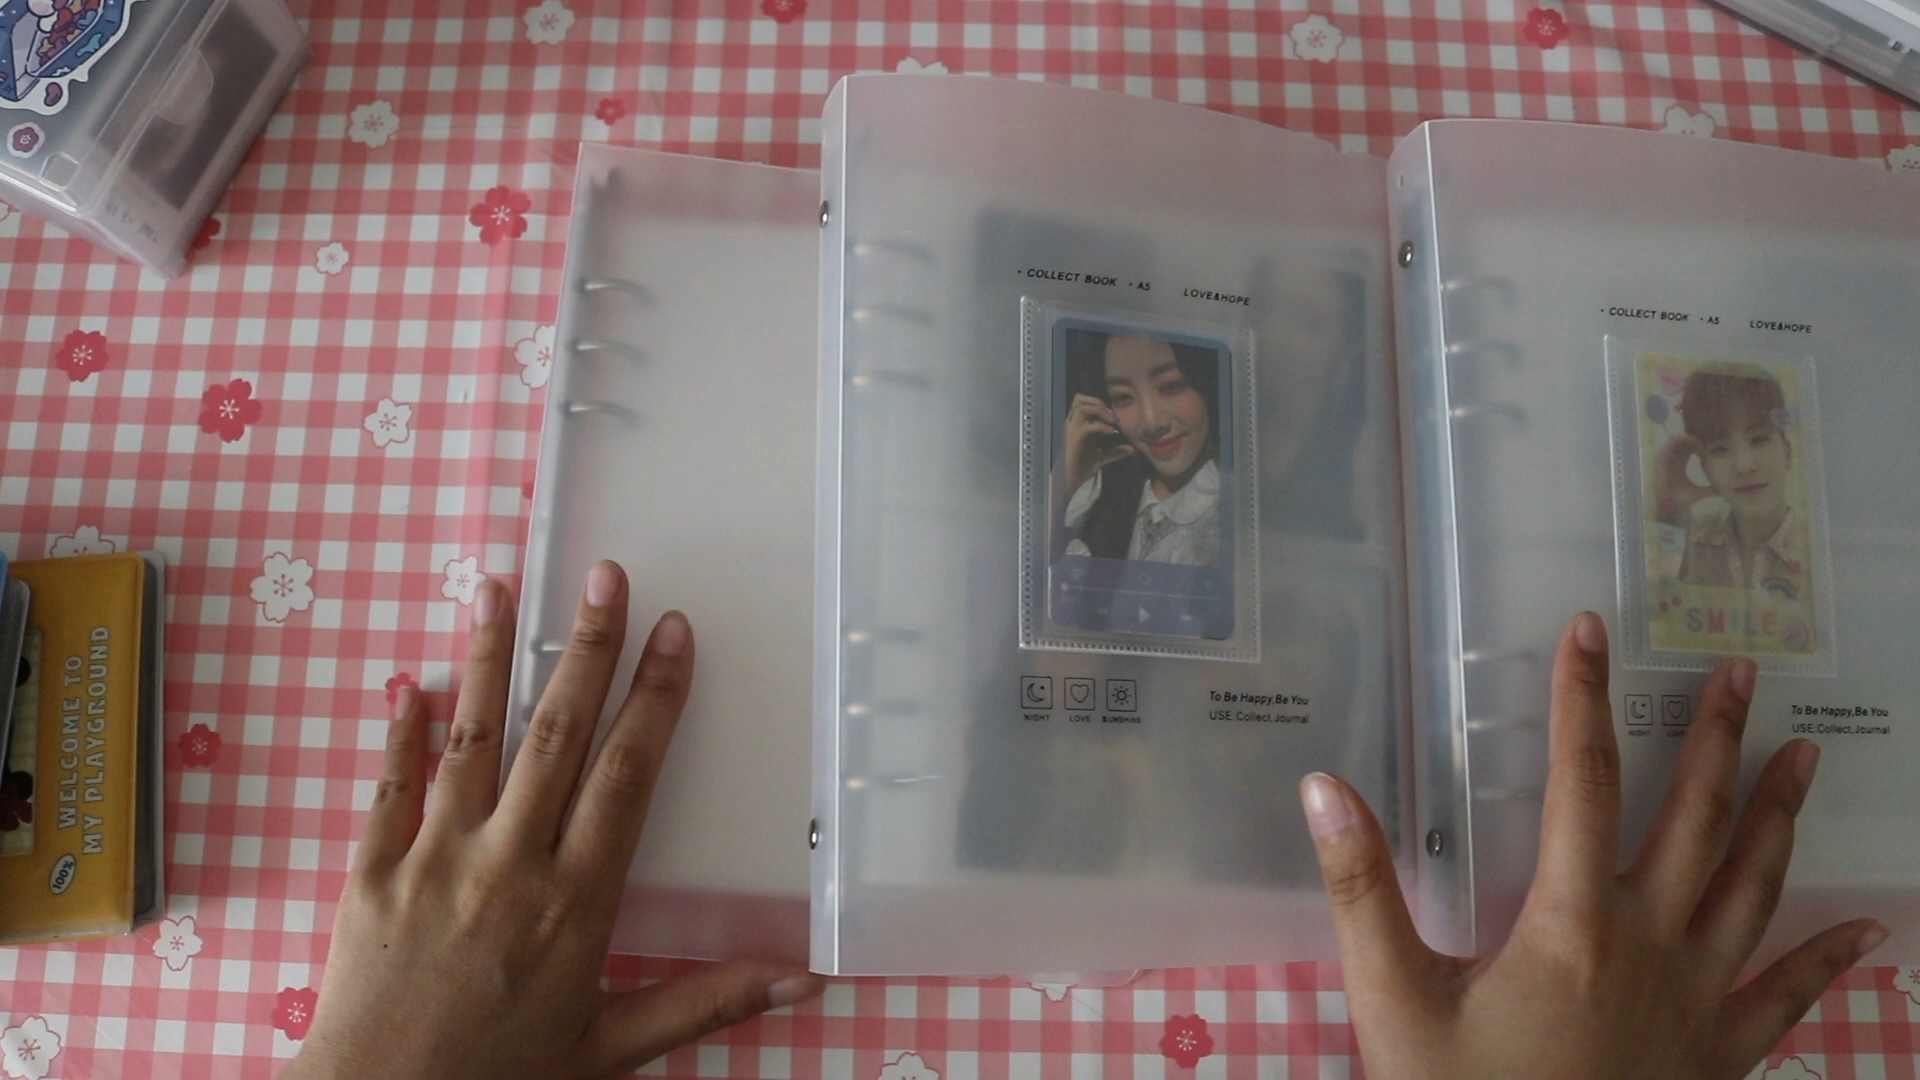 • COLLECT BOOK • A5 LOVE&HOPE
NIGHT LOVE SUNSHINE
To Be Happy,Be You
USE:Collect,Journal
• COLLECT BOOK • A5 LOVE&HOPE
SMILE
NIGHT
To Be Happy,Be You
USE:Collect,Journal
WELCOME TO
MY PLAYGROUND
100%